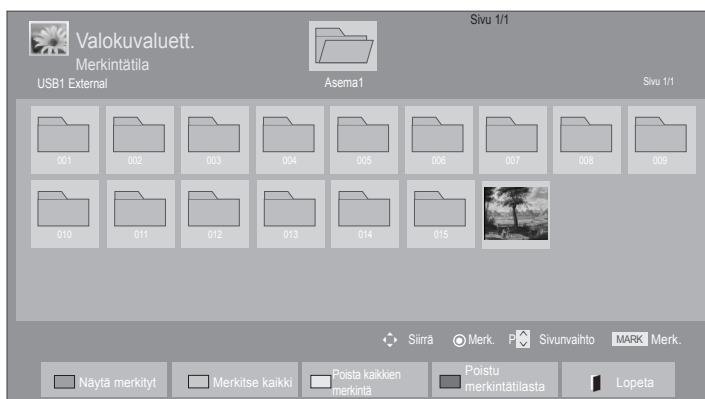 Sivu 1/1
Valokuvaluett.
Merkintätila
USB1 External
Asema1
Sivu 1/1
001 002 003 004 005 006 007 008 009
010 011 012 013 014 015
Siirrä Merk. P Sivunvaihto MARK Merk.
Näytä merkityt
Merkitse kaikki
Poista kaikkien
merkintä
Poistu
merkintätilasta
Lopeta